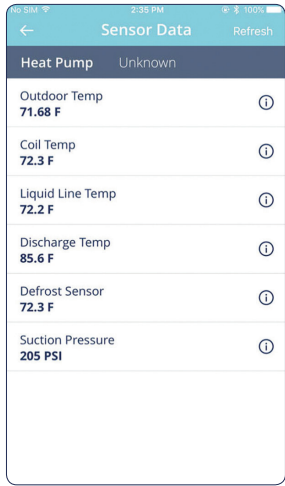 No SIM 2:35 PM 100%
Sensor Data Refresh
Heat Pump Unknown
Outdoor Temp
71.68 F
Coil Temp
72.3 F
Liquid Line Temp
72.2 F
Discharge Temp
85.6 F
Defrost Sensor
72.3 F
Suction Pressure
205 PSI